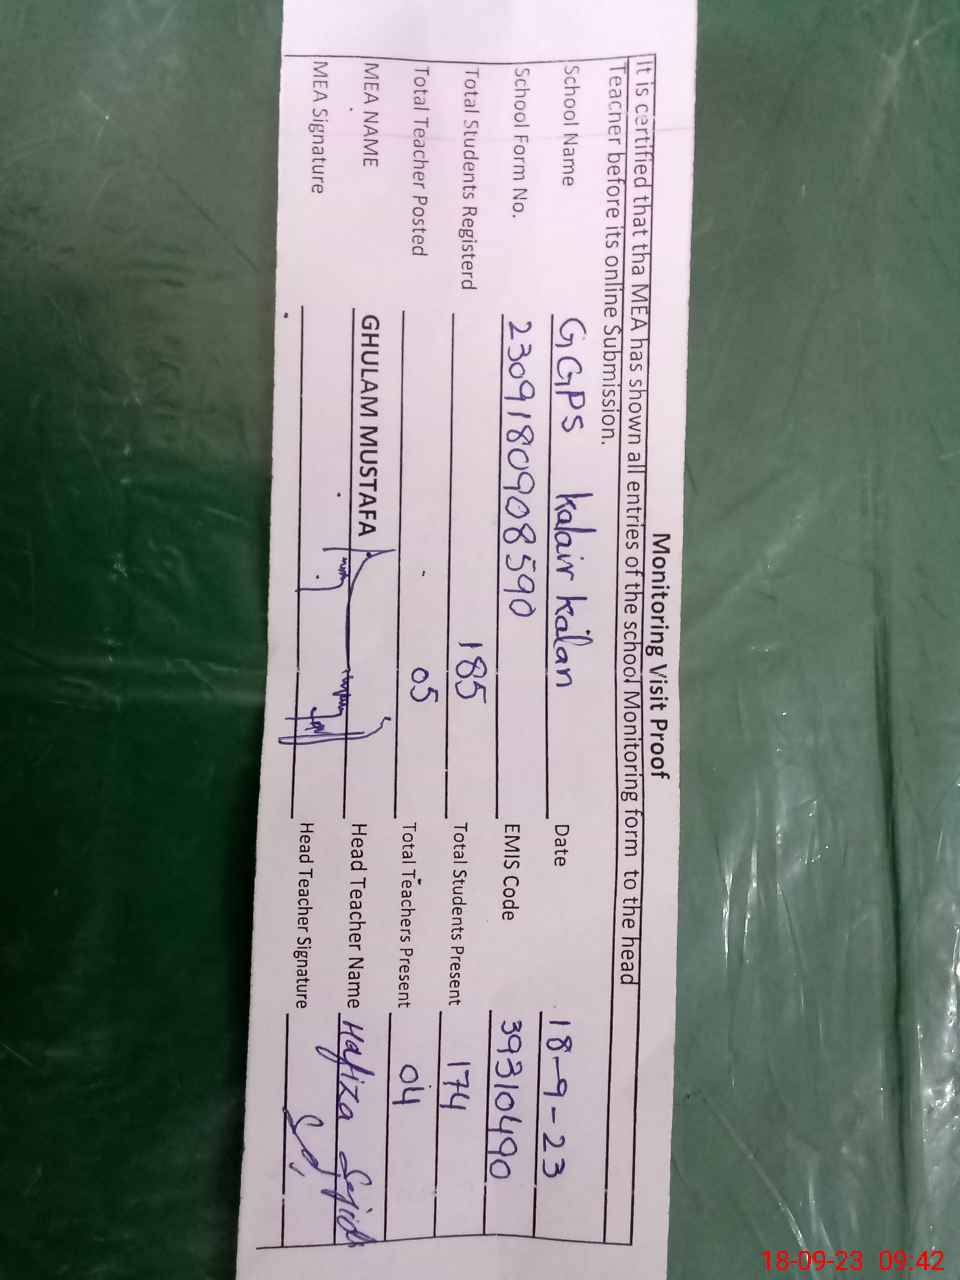 Monitoring Visit Proof
It is certified that tha MEA has shown all entries of the school Monitoring form to the head
Teacher before its online Submission.
School Name GGPS kalair kalan Date 18-9-23
School Form No. 230918090908590 EMIS Code 39310490
Total Students Registerd 185 Total Students Present 174
Total Teacher Posted 05 Total Teachers Present 04
MEA NAME GHULAM MUSTAFA Head Teacher Name Hafiza Sajida
MEA Signature Head Teacher Signature
18-09-23 09:42